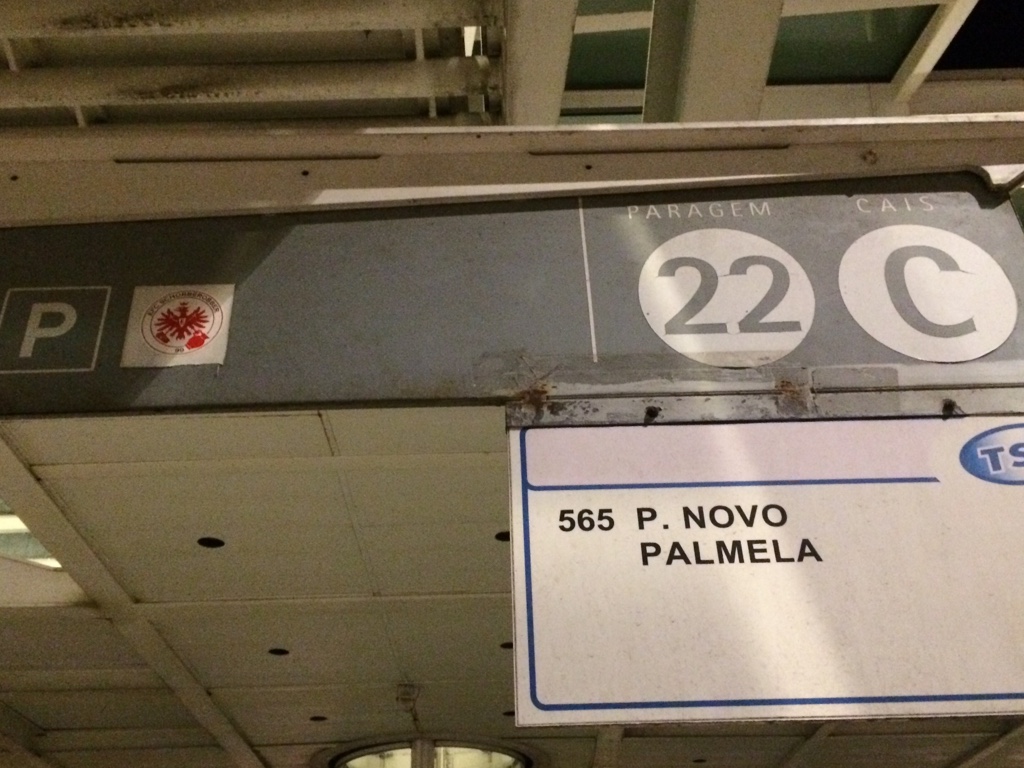 PARAGEM CAIS
P 22 C
TS
565 P. NOVO
PALMELA